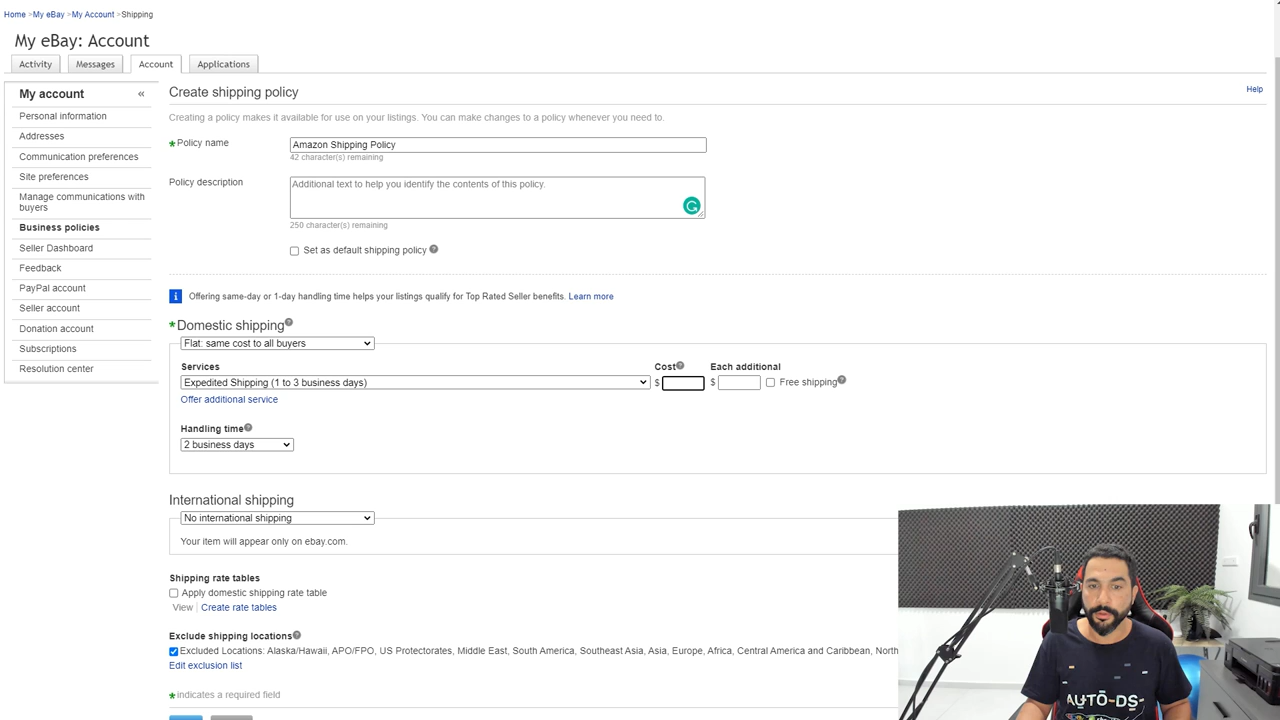 Home > My eBay > My Account > Shipping
My eBay: Account
Activity Messages Account Applications
My account «
Personal information
Addresses
Communication preferences
Site preferences
Manage communications with
buyers
Business policies
Seller Dashboard
Feedback
PayPal account
Seller account
Donation account
Subscriptions
Resolution center
Create shipping policy
Help
Creating a policy makes it available for use on your listings. You can make changes to a policy whenever you need to.
*Policy name Amazon Shipping Policy
42 character(s) remaining
Policy description Additional text to help you identify the contents of this policy.
250 character(s) remaining
Set as default shipping policy ?
i Offering same-day or 1-day handling time helps your listings qualify for Top Rated Seller benefits. Learn more
*Domestic shipping ?
Flat: same cost to all buyers
Services Cost ? Each additional
Expedited Shipping (1 to 3 business days) $ $ Free shipping ?
Offer additional service
Handling time ?
2 business days
International shipping
No international shipping
Your item will appear only on ebay.com.
Shipping rate tables
Apply domestic shipping rate table
View | Create rate tables
Exclude shipping locations ?
Excluded Locations: Alaska/Hawaii, APO/FPO, US Protectorates, Middle East, South America, Southeast Asia, Asia, Europe, Africa, Central America and Caribbean, North
Edit exclusion list
*indicates a required field
AUTO-DS